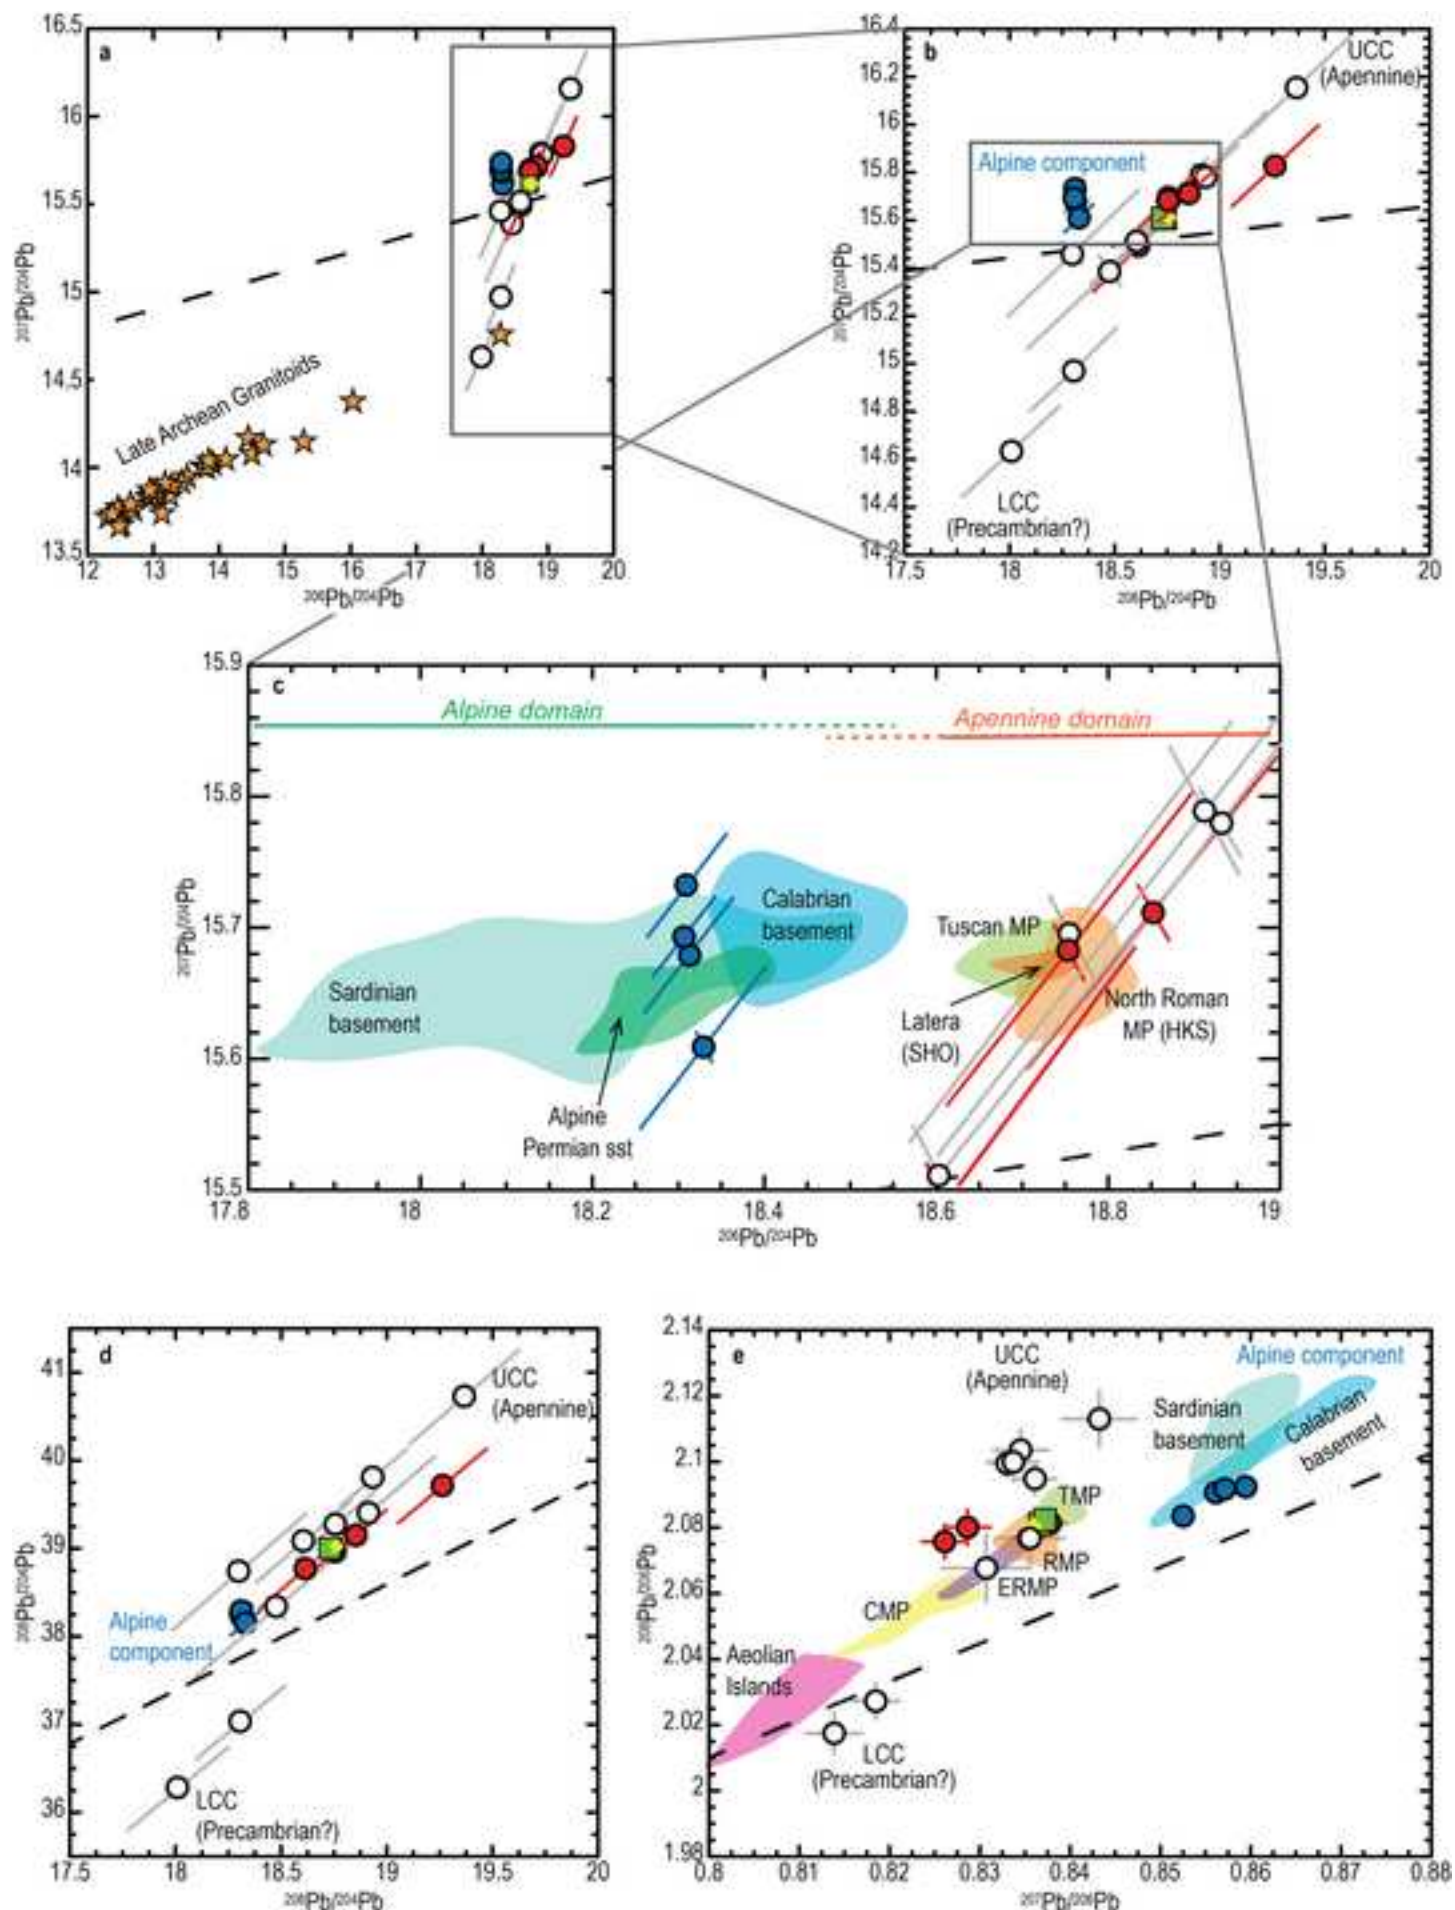 a
16.5
16
15.5
15
14.5
14
13.5
12
13
14
15
16
17
18
19
20
207Pb/204Pb
206Pb/204Pb
Late Archean Granitoids
b
16.4
16.2
16
15.8
15.6
15.4
15.2
15
14.8
14.6
14.4
14.2
17.5
18
18.5
19
19.5
20
207Pb/204Pb
206Pb/204Pb
UCC
(Apennine)
Alpine component
LCC
(Precambrian?)
c
15.9
15.8
15.7
15.6
15.5
17.8
18
18.2
18.4
18.6
18.8
19
207Pb/204Pb
206Pb/204Pb
Alpine domain
Apennine domain
Sardinian
basement
Calabrian
basement
Alpine
Permian sst
Tuscan MP
Latera
(SHO)
North Roman
MP (HKS)
d
41
40
39
38
37
36
17.5
18
18.5
19
19.5
20
208Pb/204Pb
206Pb/204Pb
UCC
(Apennine)
Alpine
component
LCC
(Precambrian?)
e
2.14
2.12
2.1
2.08
2.06
2.04
2.02
2
1.98
0.8
0.81
0.82
0.83
0.84
0.85
0.86
0.87
0.88
208Pb/206Pb
207Pb/206Pb
UCC
(Apennine)
Alpine component
Sardinian
basement
Calabrian
basement
TMP
RMP
ERMP
CMP
Aeolian
Islands
LCC
(Precambrian?)